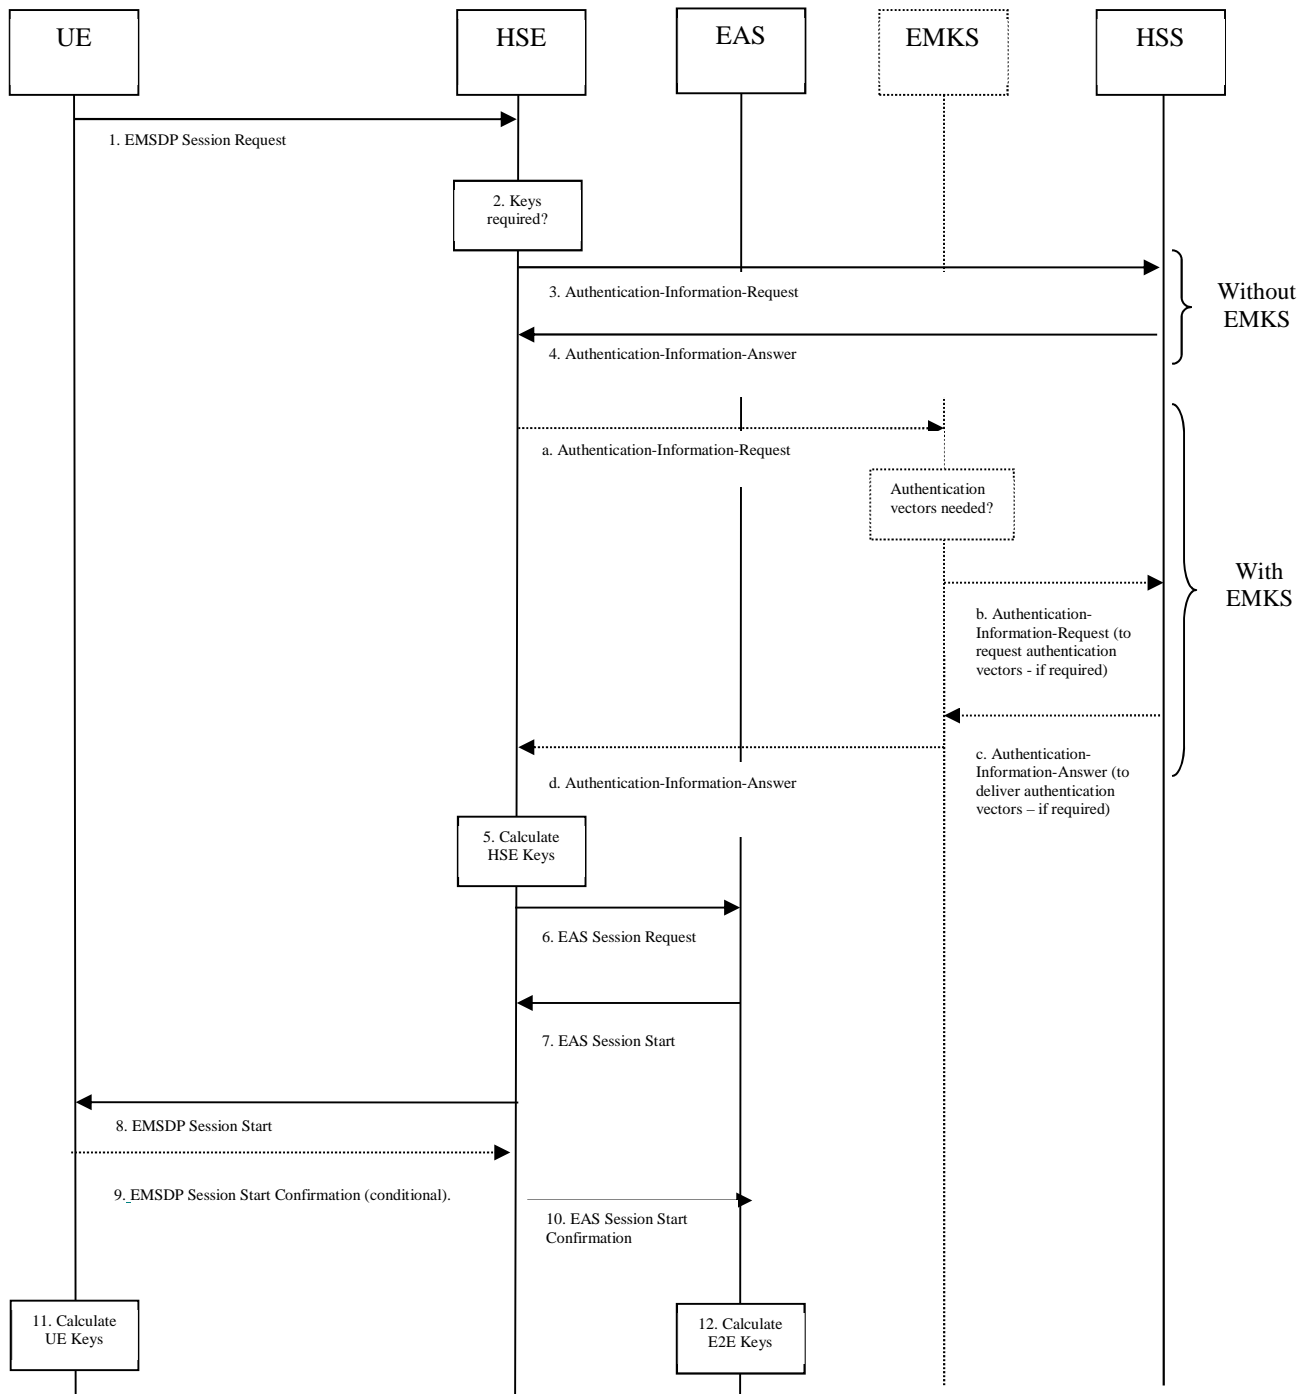 UE
HSE
EAS
EMKS
HSS
1. EMSDP Session Request
2. Keys
required?
3. Authentication-Information-Request
Without
EMKS
4. Authentication-Information-Answer
a. Authentication-Information-Request
Authentication
vectors needed?
With
EMKS
b. Authentication-
Information-Request (to
request authentication
vectors - if required)
c. Authentication-
Information-Answer (to
deliver authentication
vectors – if required)
d. Authentication-Information-Answer
5. Calculate
HSE Keys
6. EAS Session Request
7. EAS Session Start
8. EMSDP Session Start
9. EMSDP Session Start Confirmation (conditional).
10. EAS Session Start
Confirmation
11. Calculate
UE Keys
12. Calculate
E2E Keys